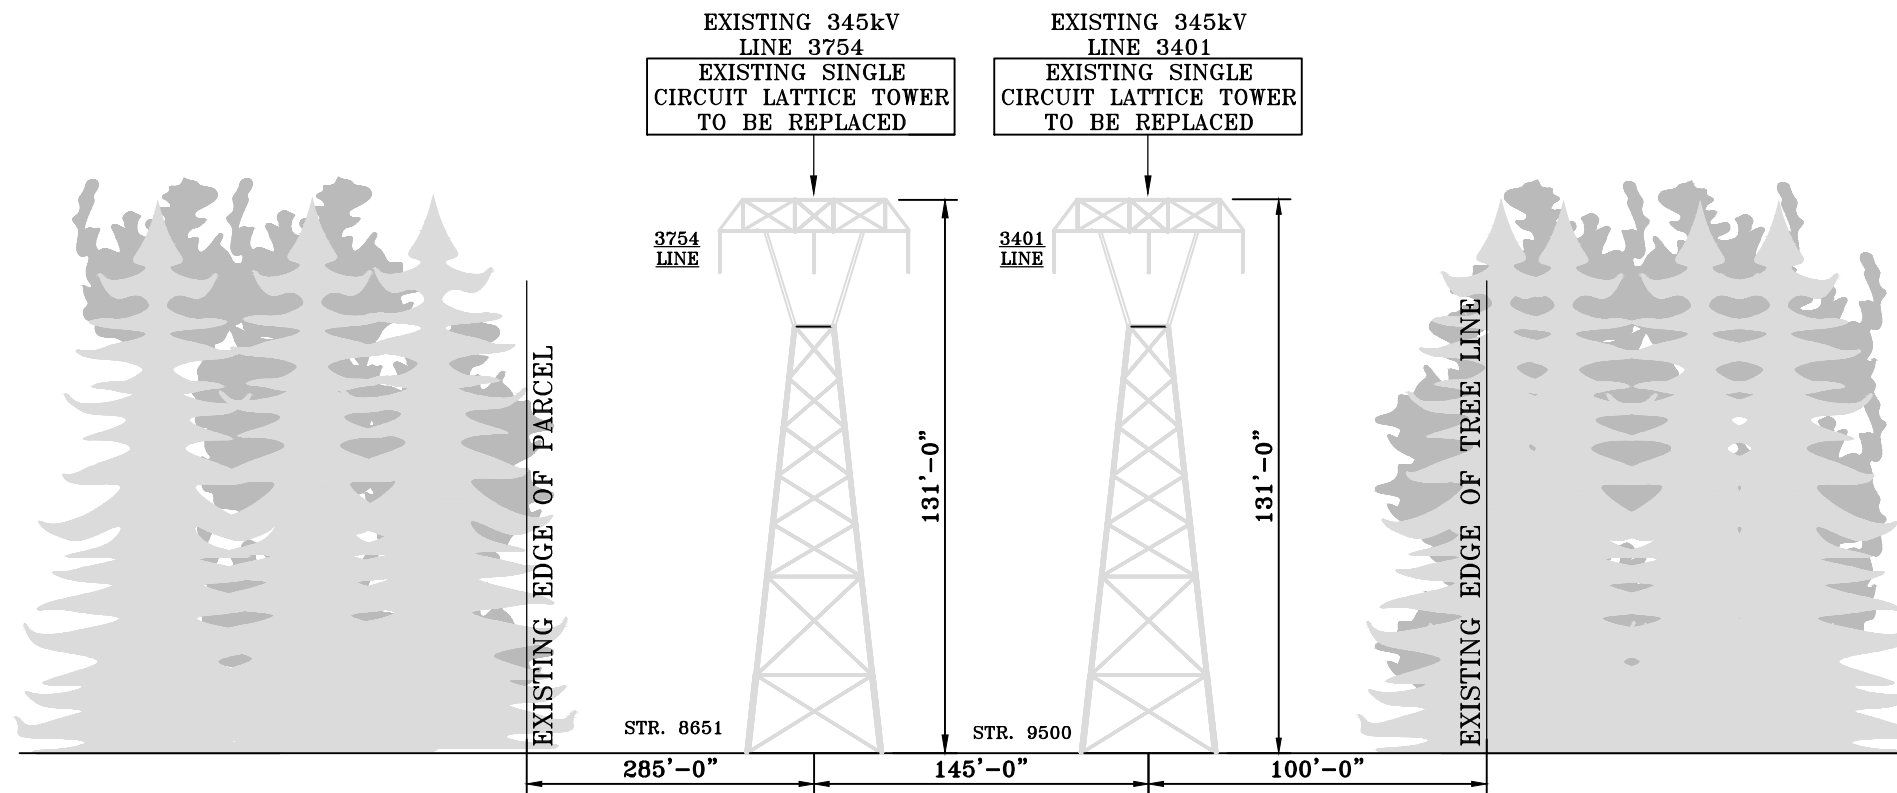 EXISTING 345kV
LINE 3754
EXISTING SINGLE
CIRCUIT LATTICE TOWER
TO BE REPLACED
EXISTING 345kV
LINE 3401
EXISTING SINGLE
CIRCUIT LATTICE TOWER
TO BE REPLACED
3754
LINE
3401
LINE
EXISTING EDGE OF PARCEL
131'-0"
131'-0"
EXISTING EDGE OF TREE LINE
STR. 8651
STR. 9500
285'-0"
145'-0"
100'-0"